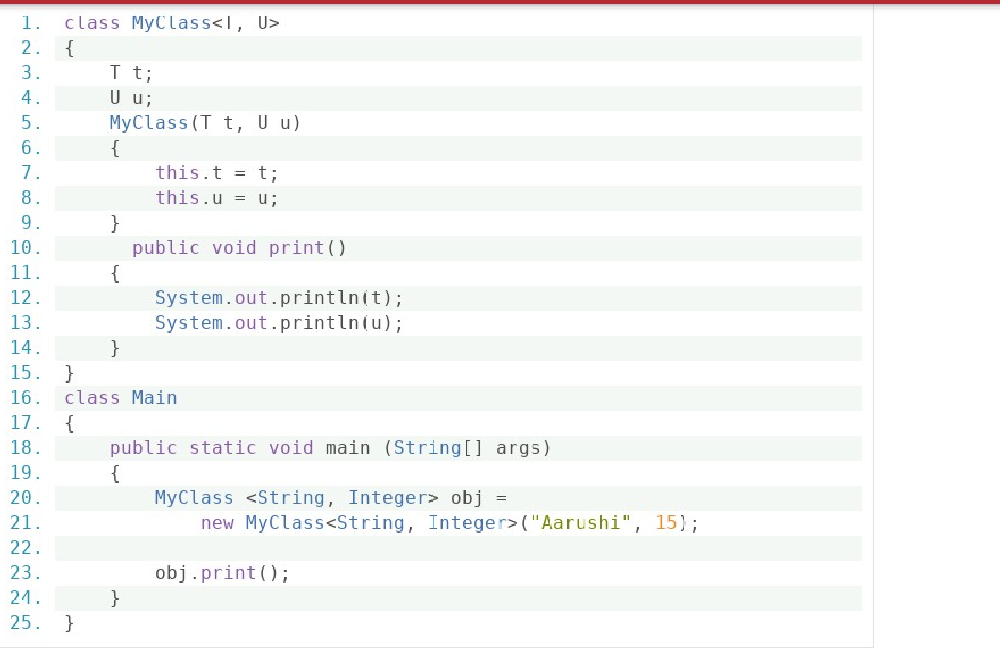 1. class MyClass<T, U>
2. {
3.     T t;
4.     U u;
5.     MyClass(T t, U u)
6.     {
7.         this.t = t;
8.         this.u = u;
9.     }
10.       public void print()
11.     {
12.         System.out.println(t);
13.         System.out.println(u);
14.     }
15. }
16. class Main
17. {
18.     public static void main (String[] args)
19.     {
20.         MyClass <String, Integer> obj =
21.             new MyClass<String, Integer>("Aarushi", 15);
22.
23.         obj.print();
24.     }
25. }